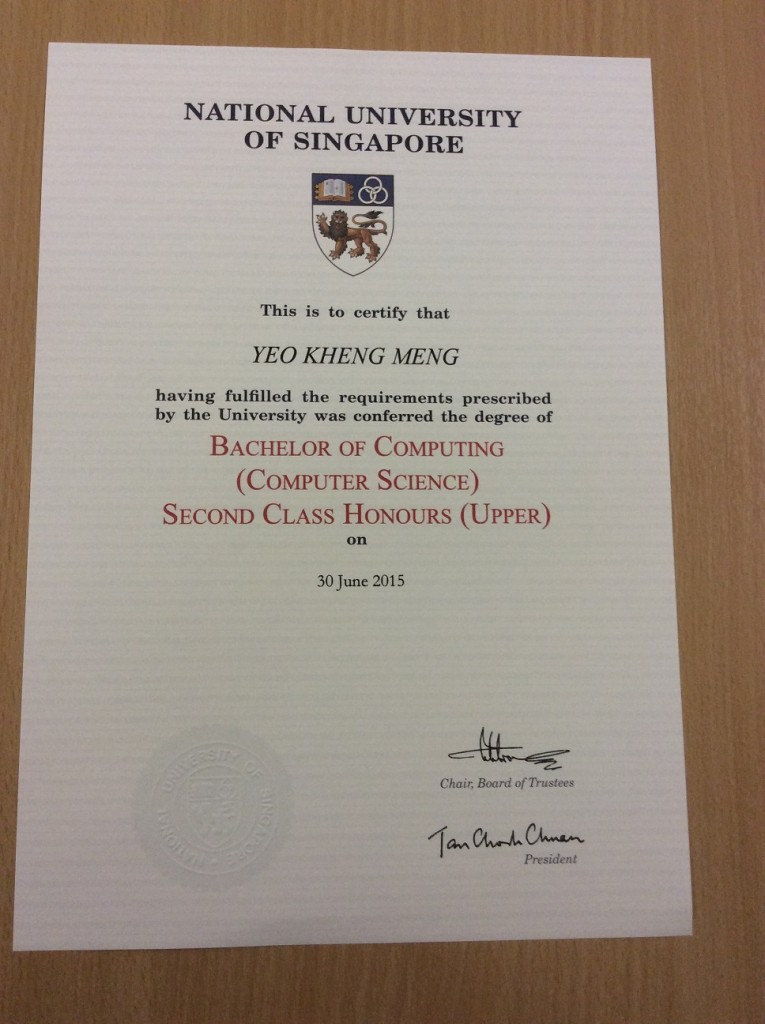 NATIONAL UNIVERSITY
OF SINGAPORE
This is to certify that
YEO KHENG MENG
having fulfilled the requirements prescribed
by the University was conferred the degree of
BACHELOR OF COMPUTING
(COMPUTER SCIENCE)
SECOND CLASS HONOURS (UPPER)
on
30 June 2015
Chair, Board of Trustees
Tan Chorh Chuan
President
NATIONAL UNIVERSITY OF SINGAPORE